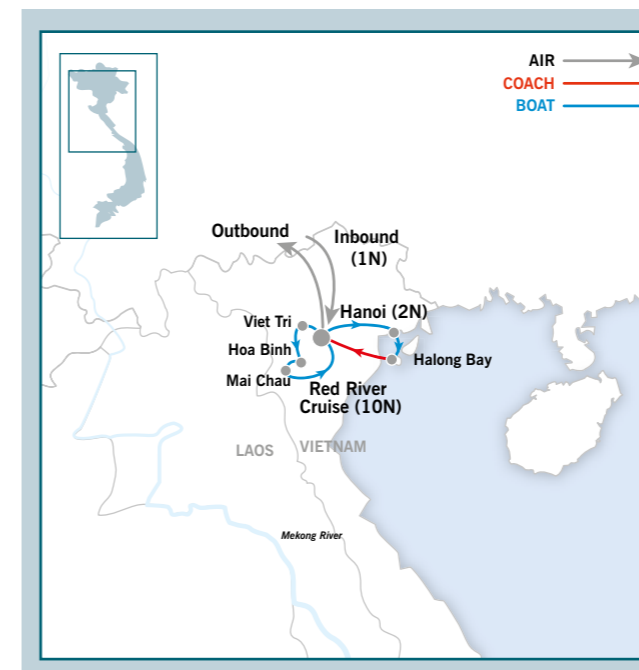 AIR
COACH
BOAT
Outbound
Inbound
(1N)
Hanoi (2N)
Viet Tri
Hoa Binh
Halong Bay
Mai Chau
Red River
Cruise (10N)
LAOS
VIETNAM
Mekong River